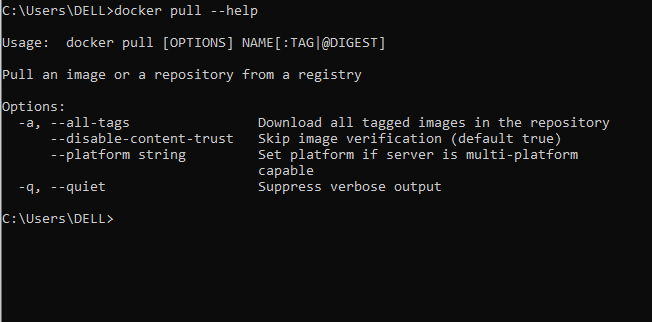 C:\Users\DELL>docker pull --help
Usage:  docker pull [OPTIONS] NAME[:TAG|@DIGEST]
Pull an image or a repository from a registry
Options:
  -a, --all-tags                Download all tagged images in the repository
      --disable-content-trust   Skip image verification (default true)
      --platform string         Set platform if server is multi-platform
                                capable
  -q, --quiet                   Suppress verbose output
C:\Users\DELL>